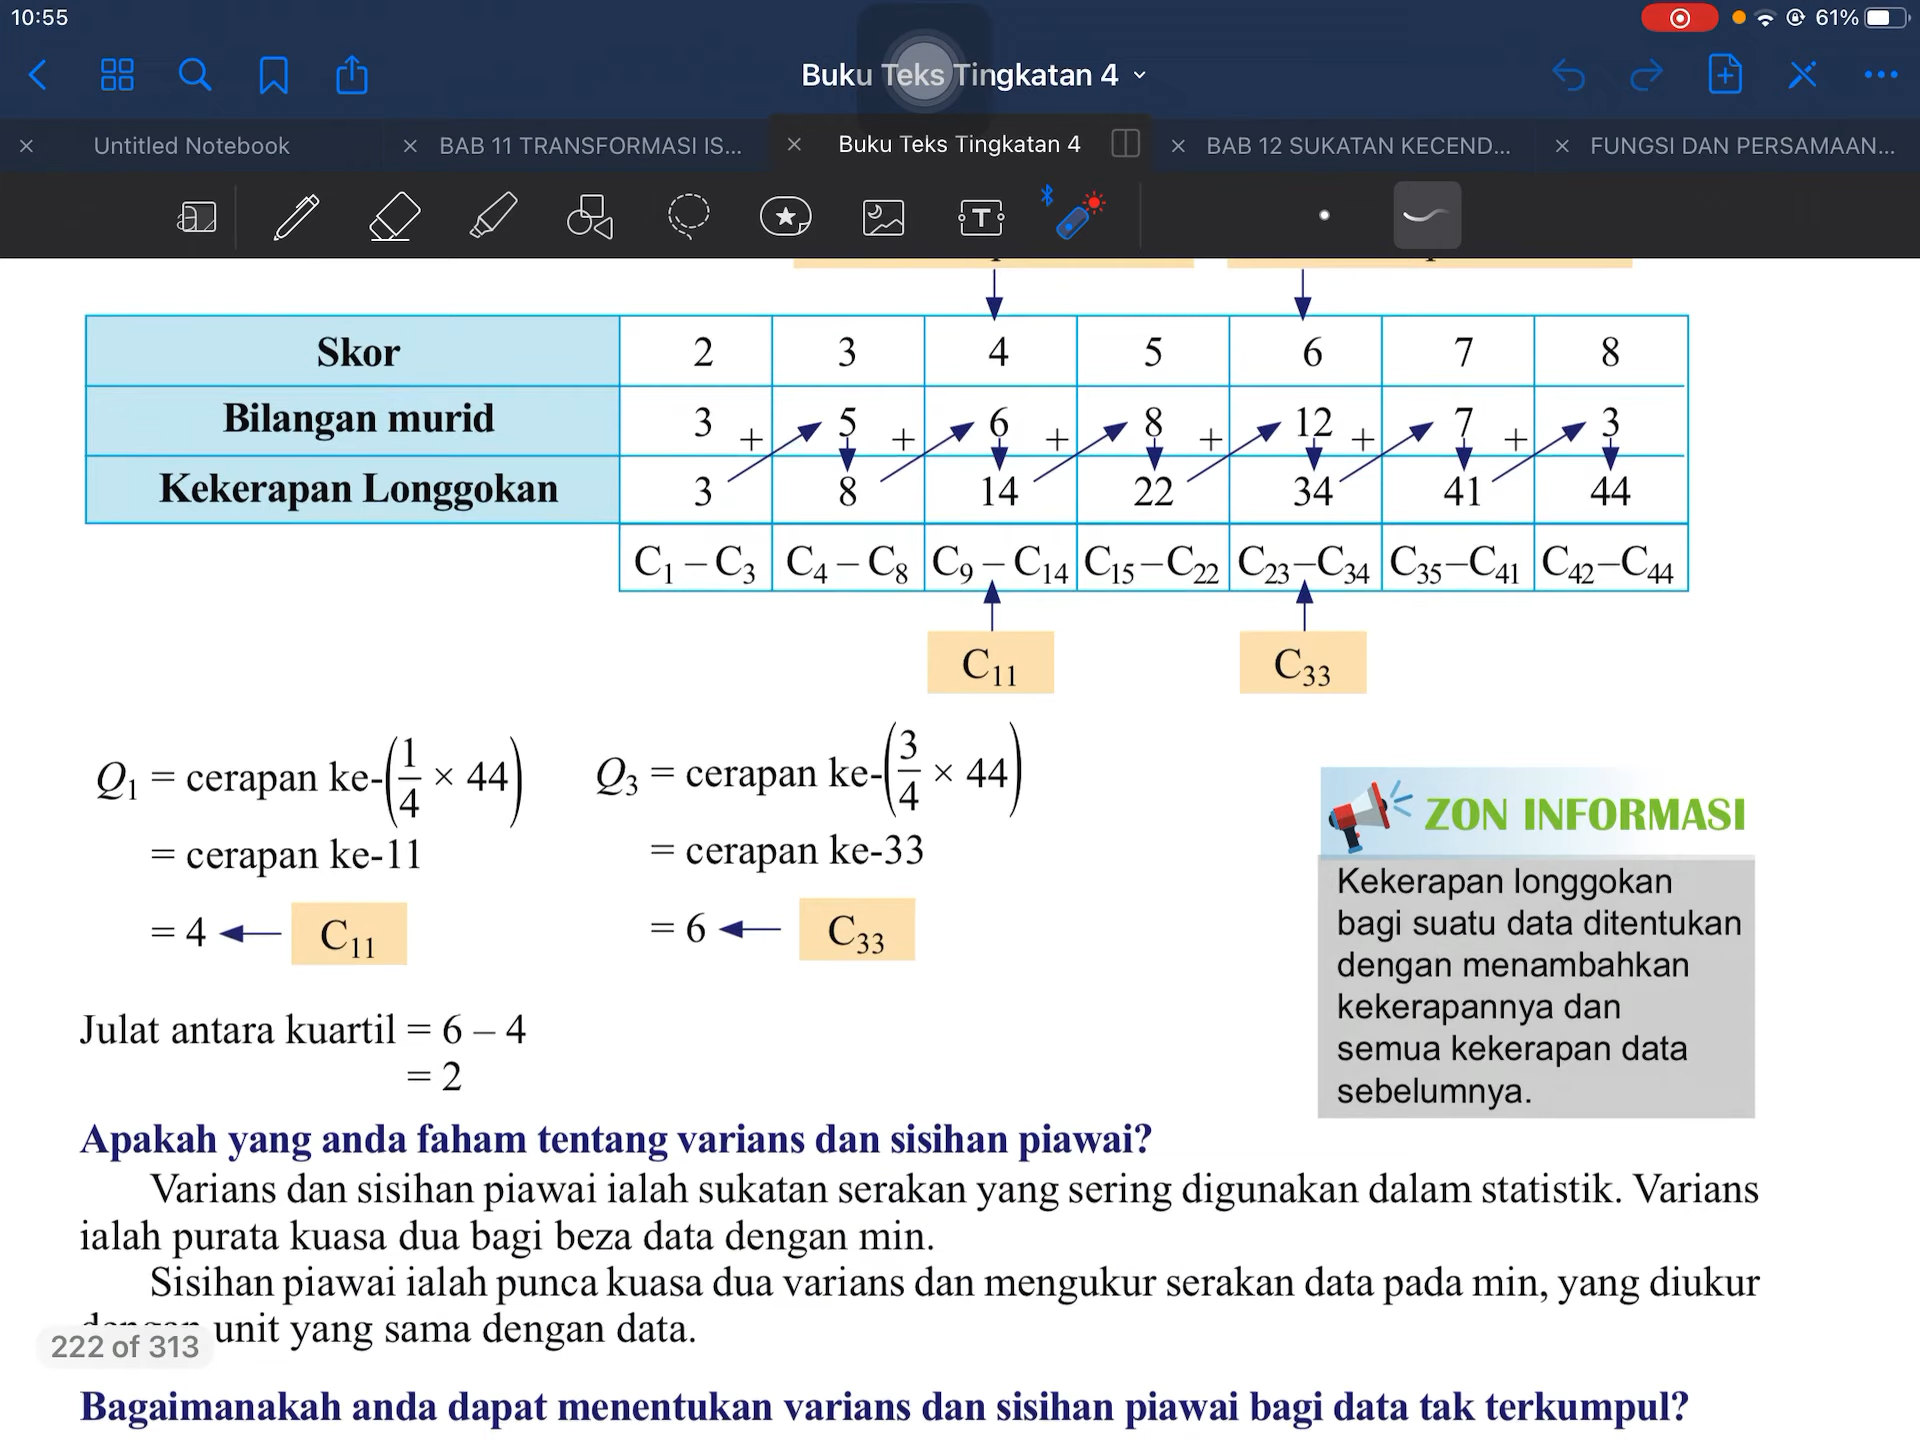 10:55
61%
Buku Teks Tingkatan 4
Untitled Notebook
BAB 11 TRANSFORMASI IS...
Buku Teks Tingkatan 4
BAB 12 SUKATAN KECEND...
FUNGSI DAN PERSAMAAN...
Skor 2 3 4 5 6 7 8
Bilangan murid 3 + 5 + 6 + 8 + 12 + 7 + 3
Kekerapan Longgokan 3 8 14 22 34 41 44
C₁ – C₃ C₄ – C₈ C₉ – C₁₄ C₁₅–C₂₂ C₂₃–C₃₄ C₃₅–C₄₁ C₄₂–C₄₄
C₁₁ C₃₃
Q₁ = cerapan ke-(1/4 × 44)
= cerapan ke-11
= 4 ← C₁₁
Q₃ = cerapan ke-(3/4 × 44)
= cerapan ke-33
= 6 ← C₃₃
Julat antara kuartil = 6 – 4
= 2
ZON INFORMASI
Kekerapan longgokan
bagi suatu data ditentukan
dengan menambahkan
kekerapannya dan
semua kekerapan data
sebelumnya.
Apakah yang anda faham tentang varians dan sisihan piawai?
Varians dan sisihan piawai ialah sukatan serakan yang sering digunakan dalam statistik. Varians
ialah purata kuasa dua bagi beza data dengan min.
Sisihan piawai ialah punca kuasa dua varians dan mengukur serakan data pada min, yang diukur
unit yang sama dengan data.
222 of 313
Bagaimanakah anda dapat menentukan varians dan sisihan piawai bagi data tak terkumpul?